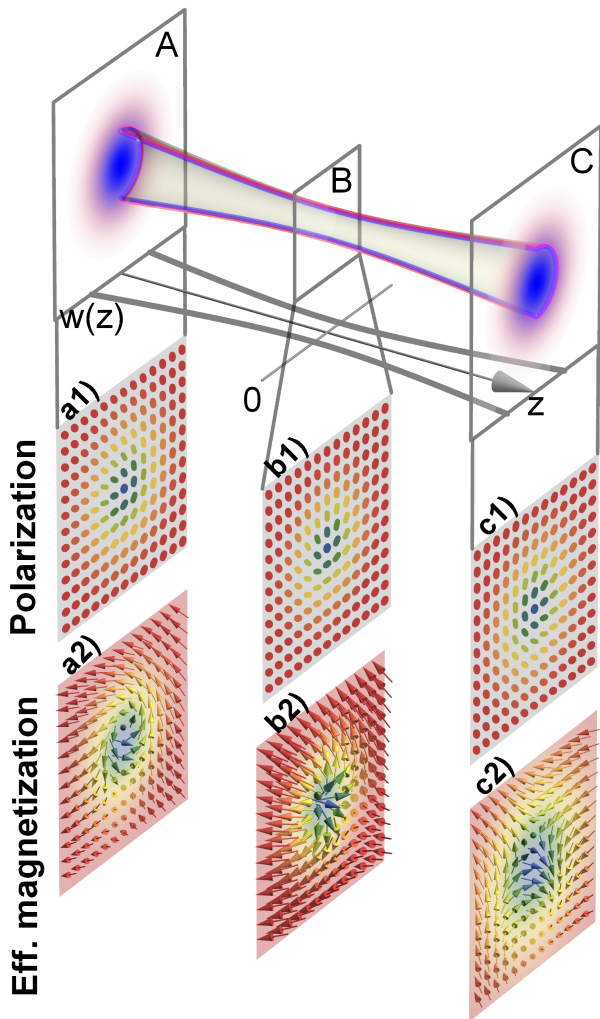 A
B
C
w(z)
0
z
a1)
b1)
c1)
Polarization
a2)
b2)
c2)
Eff. magnetization